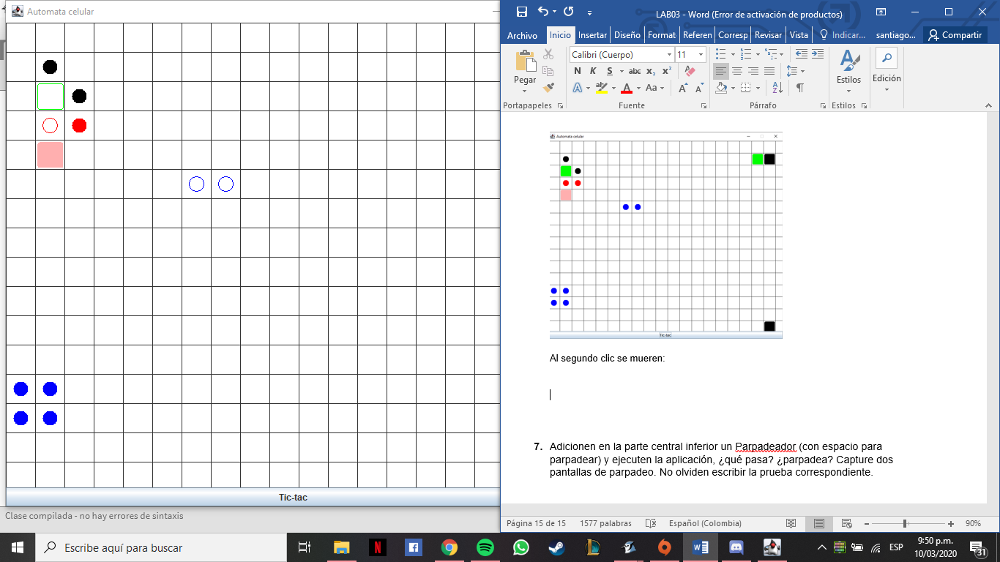 Automata celular
Tic-tac
Clase compilada - no hay errores de sintaxis
LAB03 - Word (Error de activación de productos)
Archivo Inicio Insertar Diseño Format Referen Corresp Revisar Vista Indicar... santiago... Compartir
Calibri (Cuerpo) 11
Pegar
N K S abc x₂ x²
A aby A Aa A A
Estilos Edición
Portapapeles Fuente Párrafo Estilos
Automata celular
Tic-tac
Al segundo clic se mueren:
7. Adicionen en la parte central inferior un Parpadeador (con espacio para
parpadear) y ejecuten la aplicación, ¿qué pasa? ¿parpadea? Capture dos
pantallas de parpadeo. No olviden escribir la prueba correspondiente.
Página 15 de 15 1577 palabras Español (Colombia) 90%
Escribe aquí para buscar
ESP
9:50 p.m.
10/03/2020
31